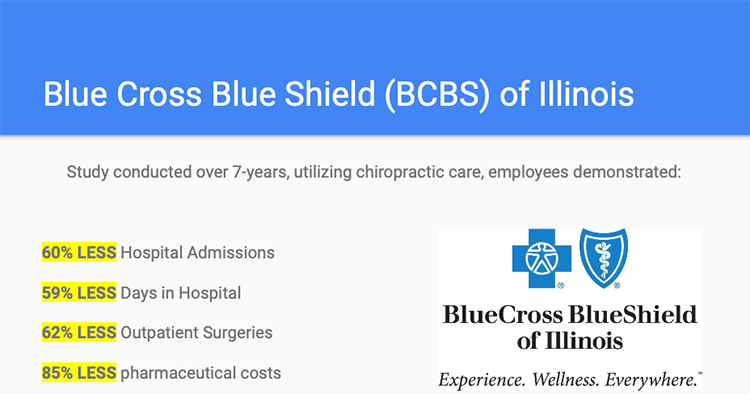 Blue Cross Blue Shield (BCBS) of Illinois
Study conducted over 7-years, utilizing chiropractic care, employees demonstrated:
60% LESS Hospital Admissions
59% LESS Days in Hospital
62% LESS Outpatient Surgeries
85% LESS pharmaceutical costs
® ®
BlueCross BlueShield
of Illinois
Experience. Wellness. Everywhere.™